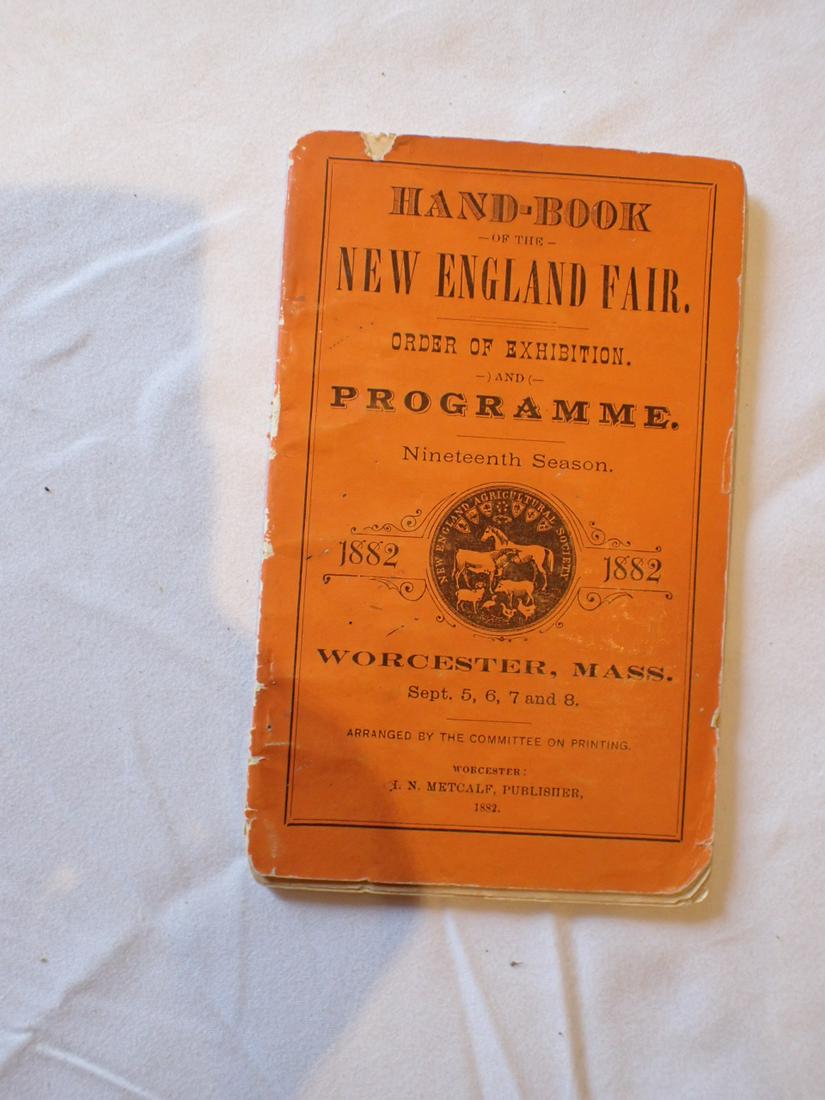 HAND-BOOK
— OF THE —
NEW ENGLAND FAIR.
ORDER OF EXHIBITION.
—) AND (—
PROGRAMME.
Nineteenth Season.
NEW ENGLAND AGRICULTURAL SOCIETY
1882 1882
WORCESTER, MASS.
Sept. 5, 6, 7 and 8.
ARRANGED BY THE COMMITTEE ON PRINTING.
WORCESTER:
N. METCALF, PUBLISHER,
1882.